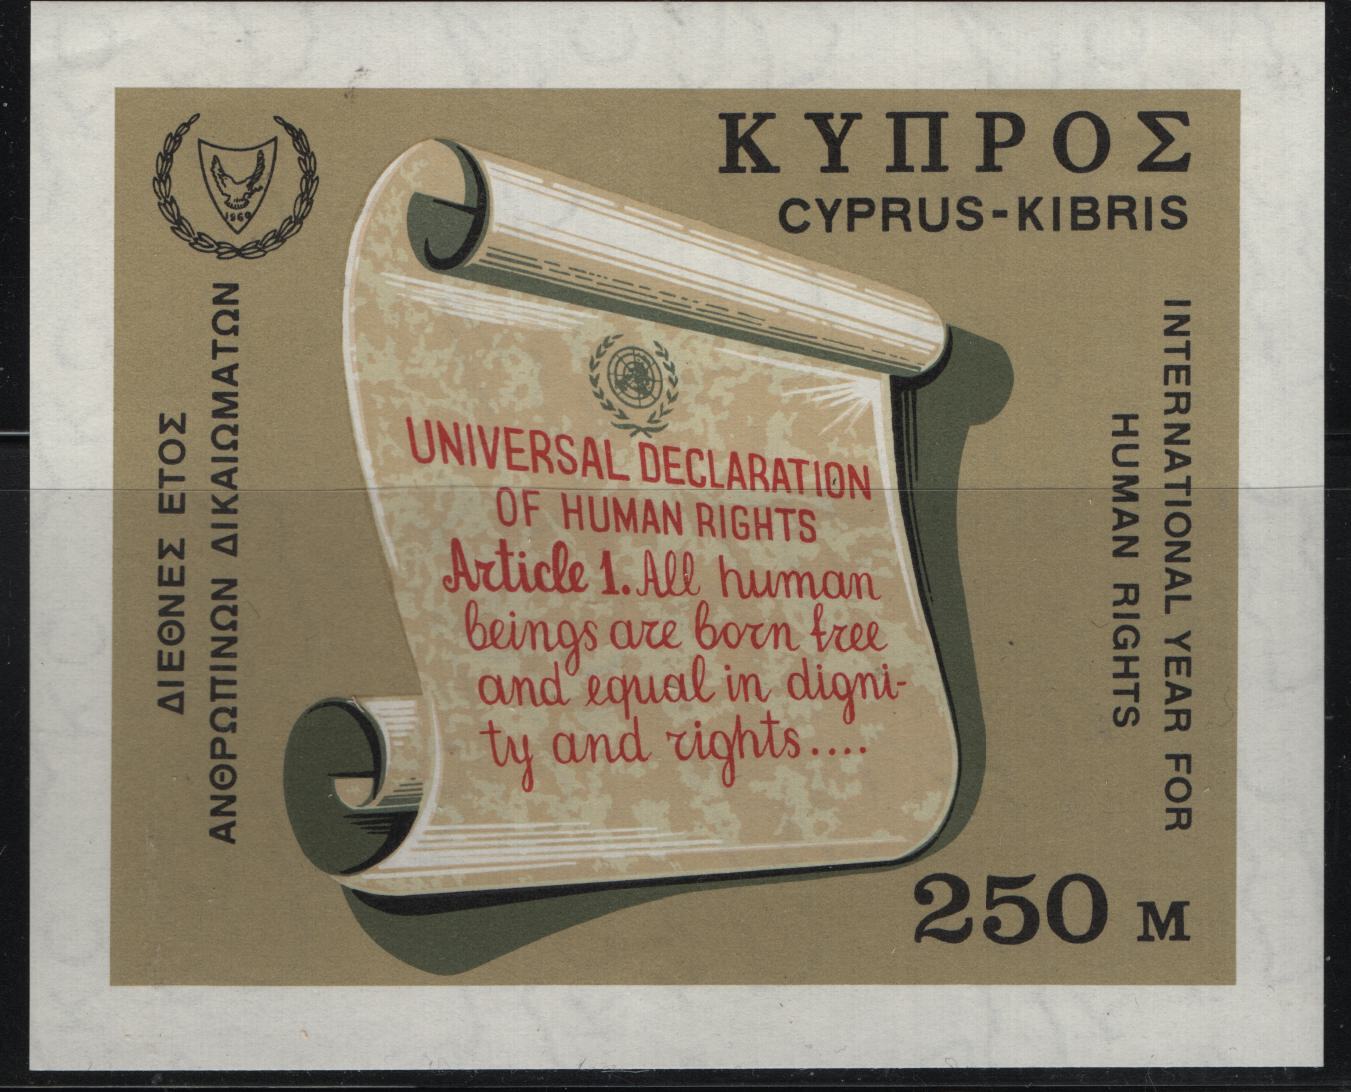 ΚΥΠΡΟΣ
CYPRUS-KIBRIS
1960
ΔΙΕΘΝΕΣ ΕΤΟΣ
ΑΝΘΡΩΠΙΝΩΝ ΔΙΚΑΙΩΜΑΤΩΝ
UNIVERSAL DECLARATION
OF HUMAN RIGHTS
Article 1. All human
beings are born free
and equal in digni-
ty and rights....
INTERNATIONAL YEAR FOR
HUMAN RIGHTS
250 M